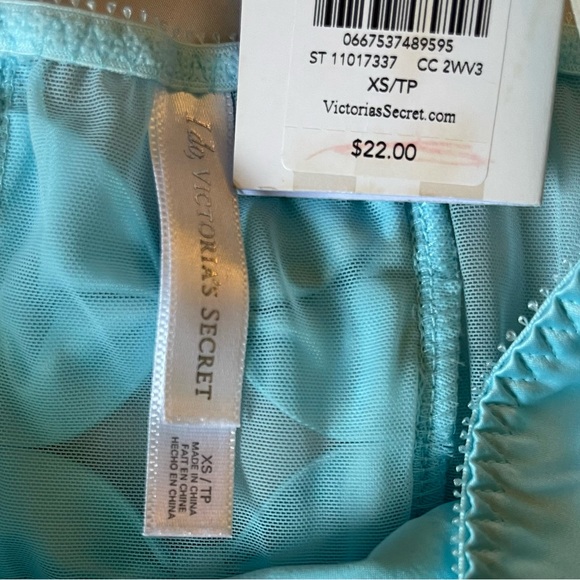 0667537489595
ST 11017337 CC 2WV3
XS/TP
VictoriasSecret.com
$22.00
I do, VICTORIA'S SECRET
XS / TP
MADE IN CHINA
FAIT EN CHINE
HECHO EN CHINA